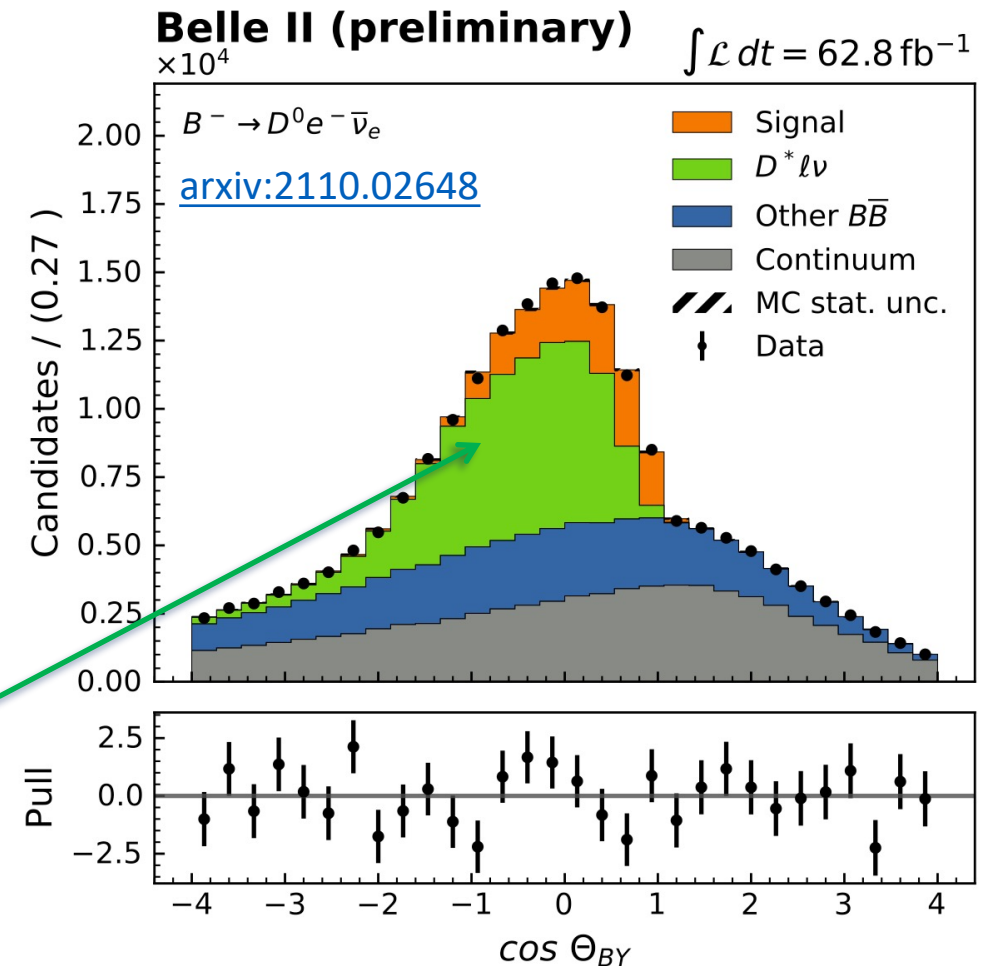 Belle II (preliminary)
×10⁴
∫ℒ dt = 62.8 fb⁻¹
B⁻ → D⁰e⁻ν̅ₑ
arxiv:2110.02648
Signal
D*ℓν
Other BB̅
Continuum
MC stat. unc.
Data
Candidates / (0.27 )
2.00
1.75
1.50
1.25
1.00
0.75
0.50
0.25
0.00
Pull
2.5
0.0
−2.5
−4 −3 −2 −1 0 1 2 3 4
cos Θ_BY